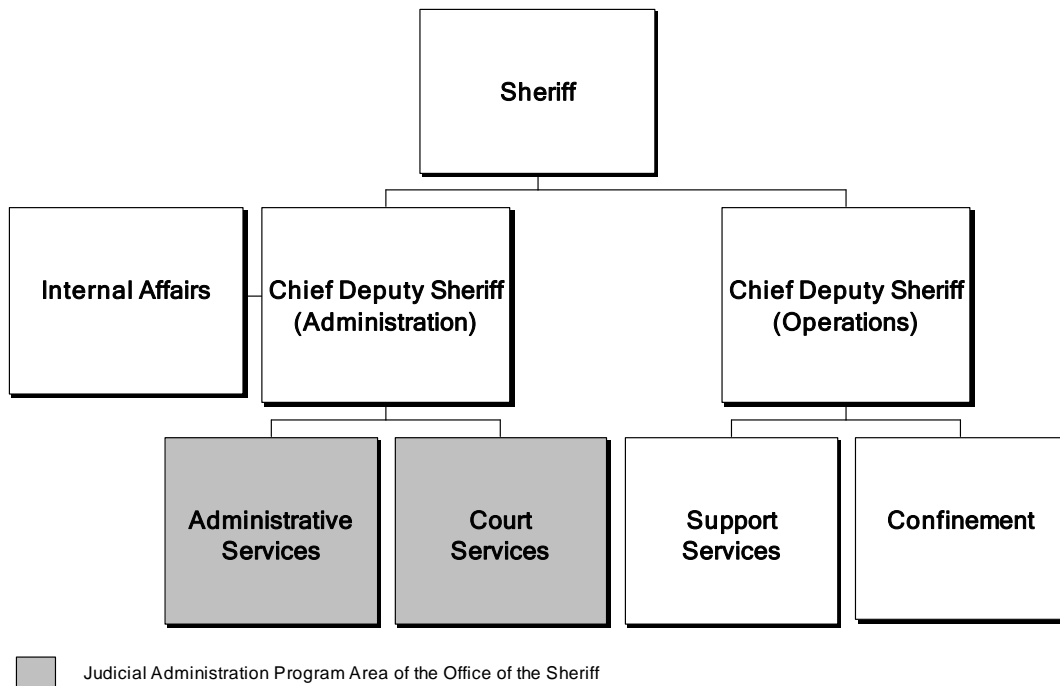 Sheriff
Internal Affairs
Chief Deputy Sheriff
(Administration)
Chief Deputy Sheriff
(Operations)
Administrative
Services
Court
Services
Support
Services
Confinement
Judicial Administration Program Area of the Office of the Sheriff